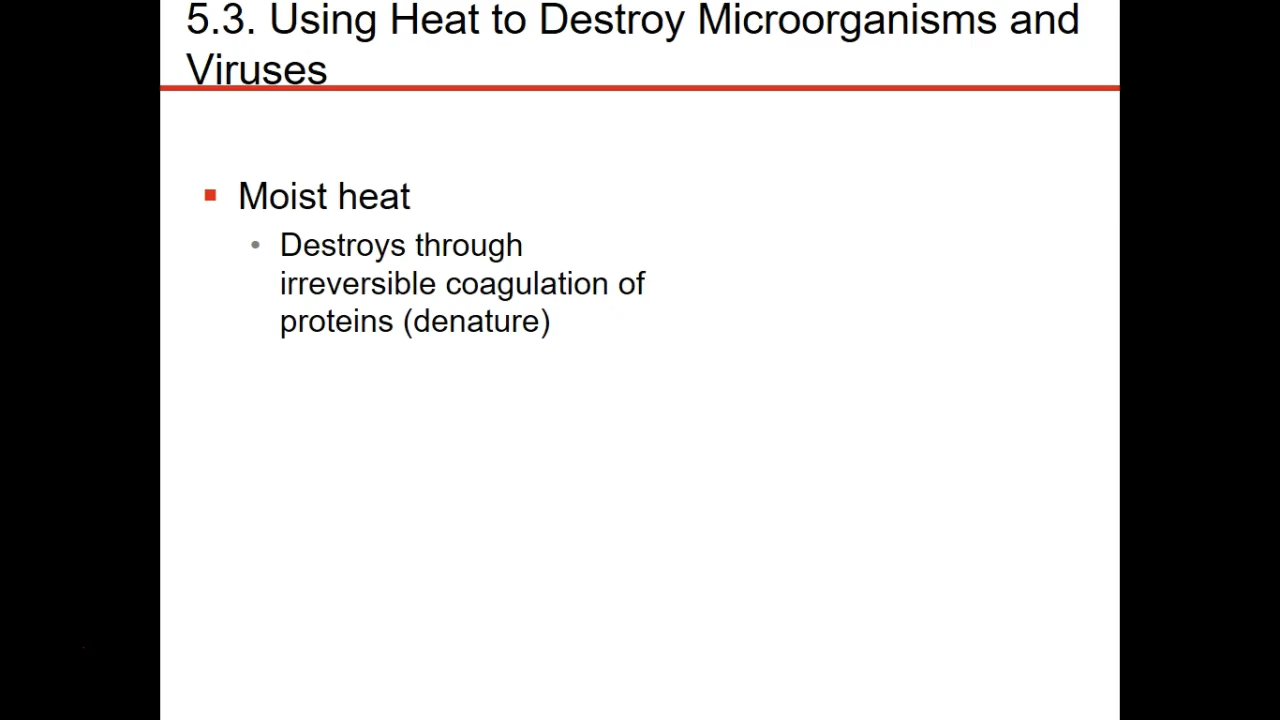 5.3. Using Heat to Destroy Microorganisms and
Viruses
Moist heat
Destroys through
irreversible coagulation of
proteins (denature)